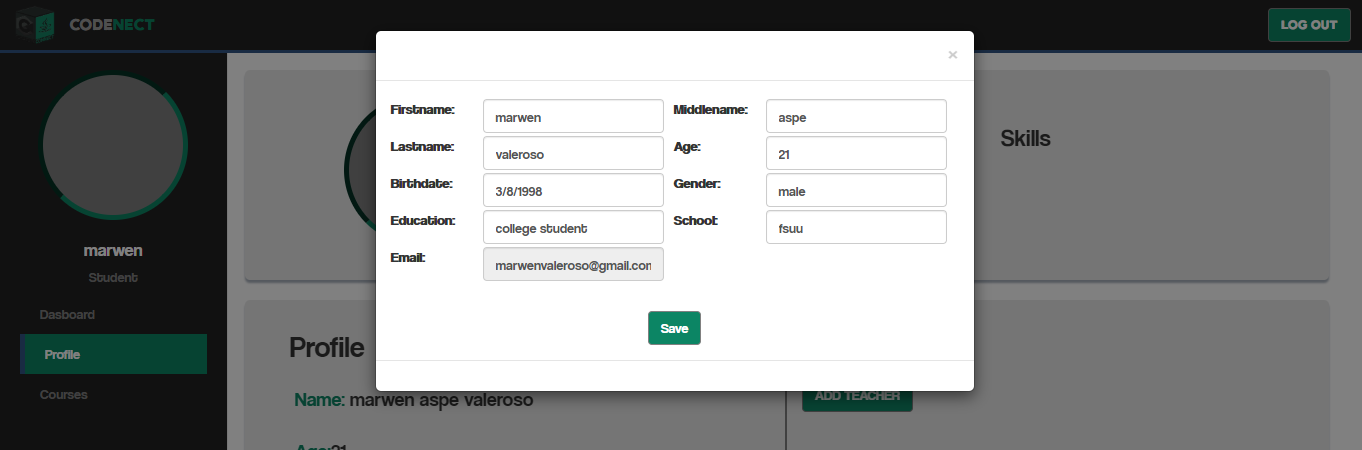 CODENECT
LOG OUT
×
Firstname: marwen Middlename: aspe
Lastname: valeroso Age: 21
Birthdate: 3/8/1998 Gender: male
Education: college student School: fsuu
Email: marwenvaleroso@gmail.com
Save
marwen
Student
Dasboard
Profile
Courses
Skills
Profile
Name: marwen aspe valeroso
Age:21
ADD TEACHER